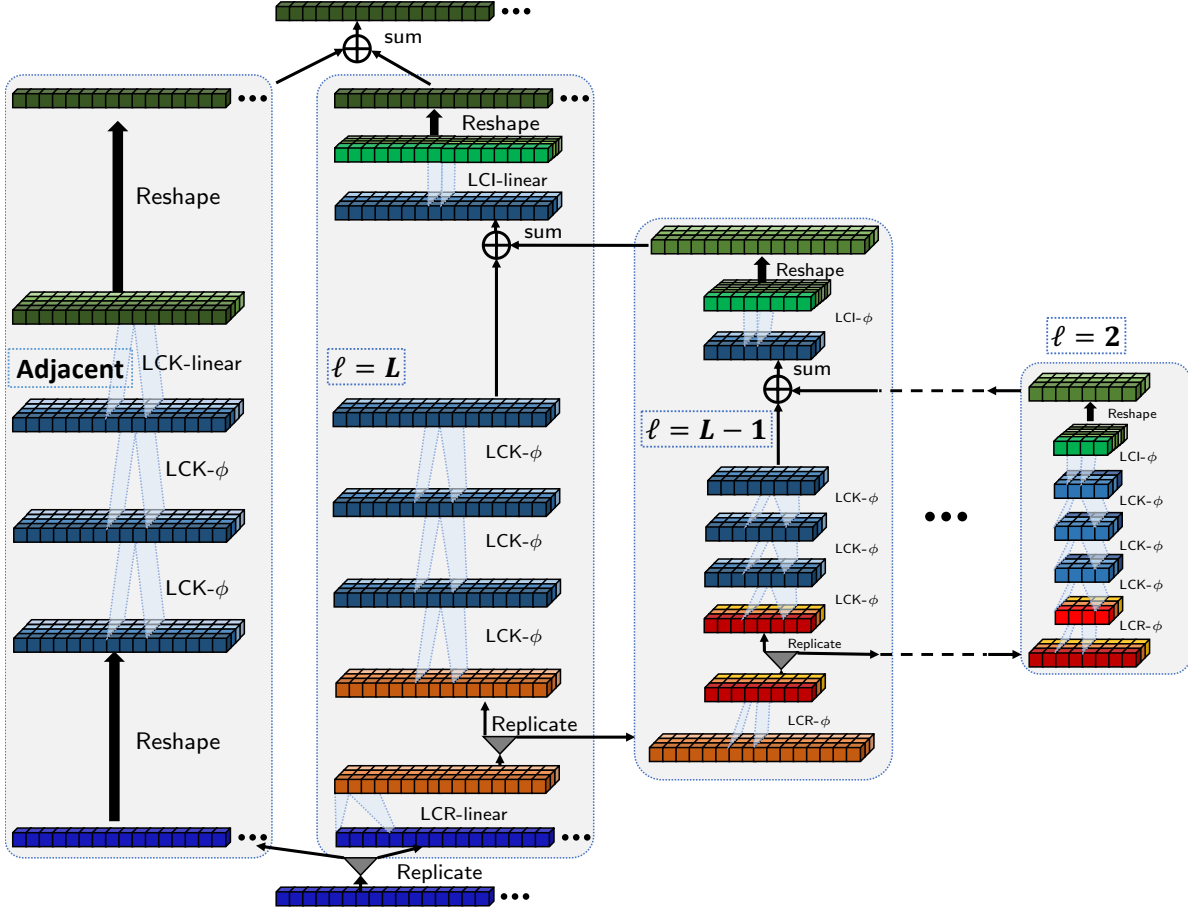 •••
sum
•••
Reshape
LCK-linear
Adjacent
LCK-ϕ
LCK-ϕ
Reshape
•••
•••
Reshape
LCI-linear
sum
ℓ = L
LCK-ϕ
LCK-ϕ
LCK-ϕ
Replicate
LCR-linear
•••
Replicate
•••
Reshape
LCI-ϕ
sum
ℓ = L − 1
LCK-ϕ
LCK-ϕ
LCK-ϕ
Replicate
LCR-ϕ
•••
ℓ = 2
Reshape
LCI-ϕ
LCK-ϕ
LCK-ϕ
LCK-ϕ
LCR-ϕ